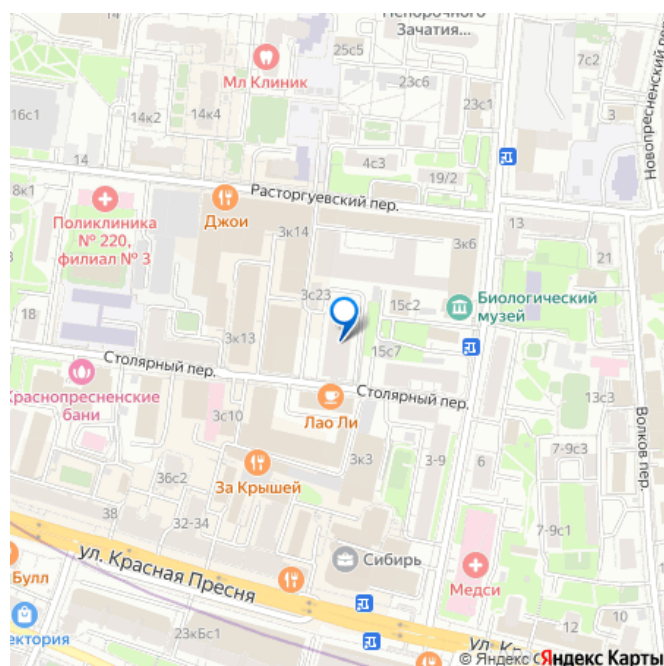 Зачатия...
25с5
7с2
Мл Клиник
23с6
23с1
16с1
14к2
14к4
3
Новопресненский пер.
14
4с3
19/2
8к1
Расторгуевский пер.
Поликлиника
№ 220,
филиал № 3
Джои
3к14
3к6
13
21
3с23
15с2
Биологический
музей
18
3к13
15с7
Столярный пер.
Столярный пер.
Краснопресненские
бани
Лао Ли
13с3
3с10
Волков пер.
3к3
3-9
6
7-9с3
За Крышей
36с2
38
32-34
7-9с1
Сибирь
ул. Красная Пресня
Булл
Медси
12
10
23кБс1
© Яндекс
Яндекс Карты